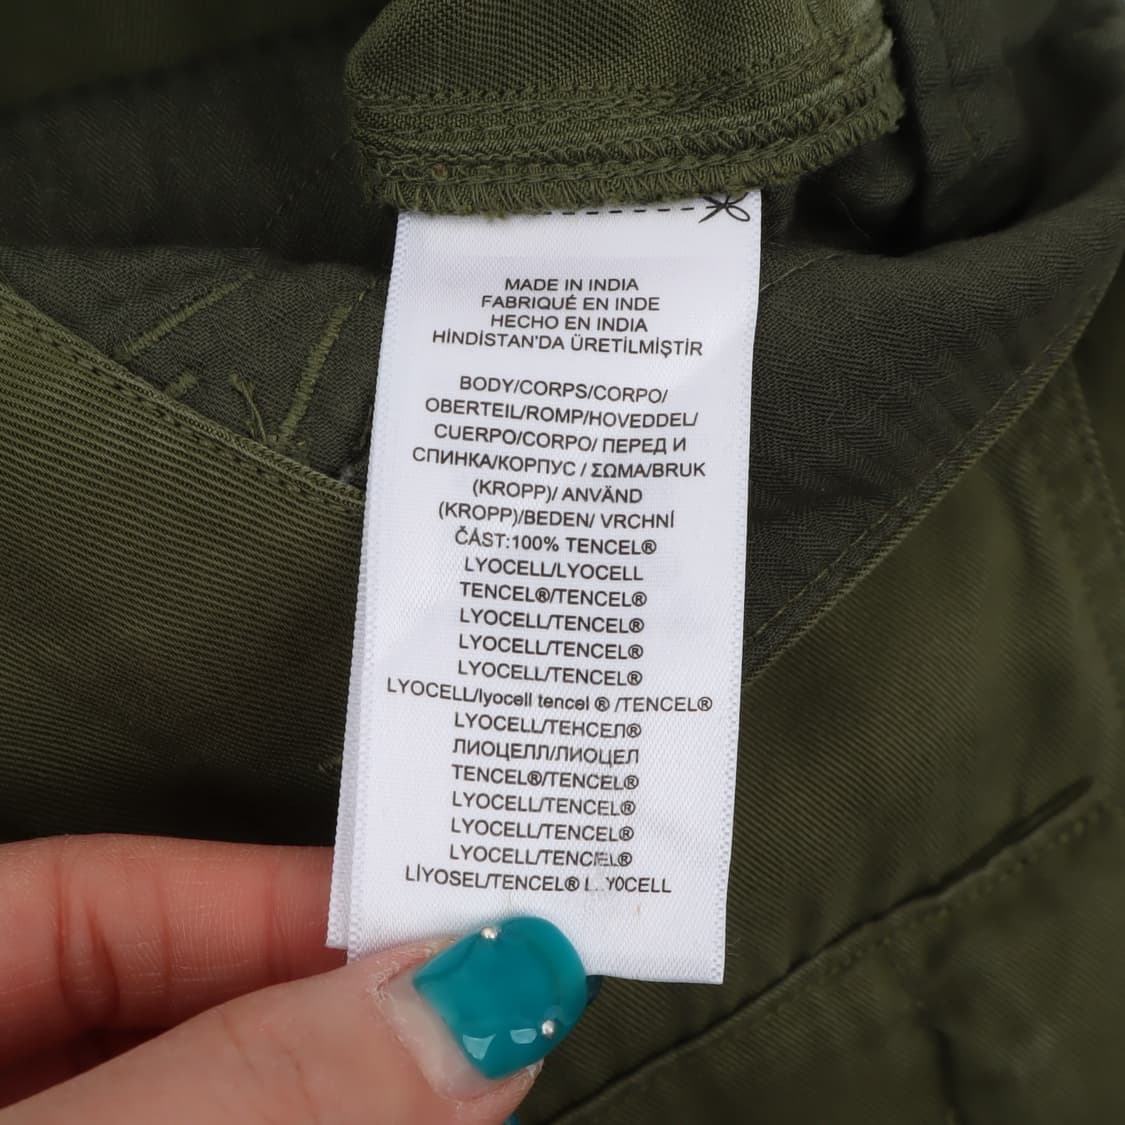 MADE IN INDIA
FABRIQUÉ EN INDE
HECHO EN INDIA
HİNDİSTAN'DA ÜRETİLMİŞTİR
BODY/CORPS/CORPO/
OBERTEIL/ROMP/HOVEDDEL/
CUERPO/CORPO/ ПЕРЕД И
СПИНКА/КОРПУС / ΣΩΜΑ/BRUK
(KROPP)/ ANVÄND
(KROPP)/BEDEN/ VRCHNÍ
ČÁST:100% TENCEL®
LYOCELL/LYOCELL
TENCEL®/TENCEL®
LYOCELL/TENCEL®
LYOCELL/TENCEL®
LYOCELL/TENCEL®
LYOCELL/lyocell tencel ® /TENCEL®
LYOCELL/ТЕНСЕЛ®
ЛИОЦЕЛЛ/ЛИОЦЕЛ
TENCEL®/TENCEL®
LYOCELL/TENCEL®
LYOCELL/TENCEL®
LYOCELL/TENCEL®
LİYOSEL/TENCEL® LYOCELL